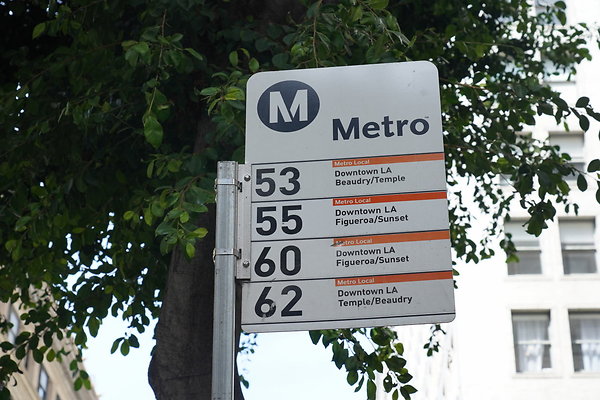 M
Metro
53
Metro Local
Downtown LA
Beaudry/Temple
55
Metro Local
Downtown LA
Figueroa/Sunset
60
Metro Local
Downtown LA
Figueroa/Sunset
62
Metro Local
Downtown LA
Temple/Beaudry